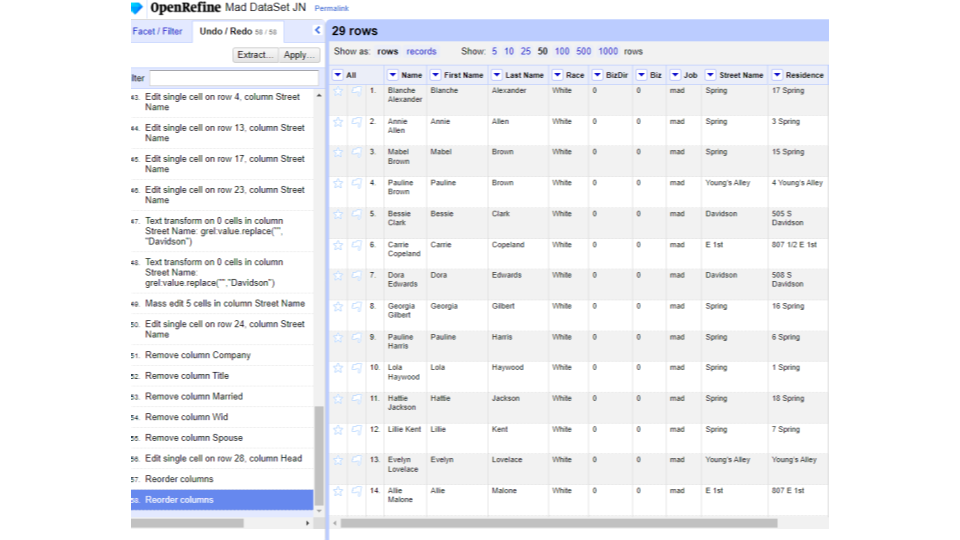 OpenRefine Mad DataSet JN Permalink
Facet / Filter Undo / Redo 58 / 58
29 rows
Extract... Apply...
Show as: rows records Show: 5 10 25 50 100 500 1000 rows
All Name First Name Last Name Race BizDir Biz Job Street Name Residence
lter
43. Edit single cell on row 4, column Street
Name
44. Edit single cell on row 13, column Street
Name
45. Edit single cell on row 17, column Street
Name
46. Edit single cell on row 23, column Street
Name
47. Text transform on 0 cells in column
Street Name: grel:value.replace("",
"Davidson")
48. Text transform on 0 cells in column
Street Name:
grel:value.replace("","Davidson")
49. Mass edit 5 cells in column Street Name
50. Edit single cell on row 24, column Street
Name
51. Remove column Company
52. Remove column Title
53. Remove column Married
54. Remove column Wid
55. Remove column Spouse
56. Edit single cell on row 28, column Head
57. Reorder columns
58. Reorder columns
1. Blanche Alexander Blanche Alexander White 0 0 mad Spring 17 Spring
2. Annie Allen Annie Allen White 0 0 mad Spring 3 Spring
3. Mabel Brown Mabel Brown White 0 0 mad Spring 15 Spring
4. Pauline Brown Pauline Brown White 0 0 mad Young's Alley 4 Young's Alley
5. Bessie Clark Bessie Clark White 0 0 mad Davidson 505 S Davidson
6. Carrie Copeland Carrie Copeland White 0 0 mad E 1st 807 1/2 E 1st
7. Dora Edwards Dora Edwards White 0 0 mad Davidson 508 S Davidson
8. Georgia Gilbert Georgia Gilbert White 0 0 mad Spring 16 Spring
9. Pauline Harris Pauline Harris White 0 0 mad Spring 6 Spring
10. Lola Haywood Lola Haywood White 0 0 mad Spring 1 Spring
11. Hattie Jackson Hattie Jackson White 0 0 mad Spring 18 Spring
12. Lillie Kent Lillie Kent White 0 0 mad Spring 7 Spring
13. Evelyn Lovelace Evelyn Lovelace White 0 0 mad Young's Alley Young's Alley
14. Allie Malone Allie Malone White 0 0 mad E 1st 807 E 1st